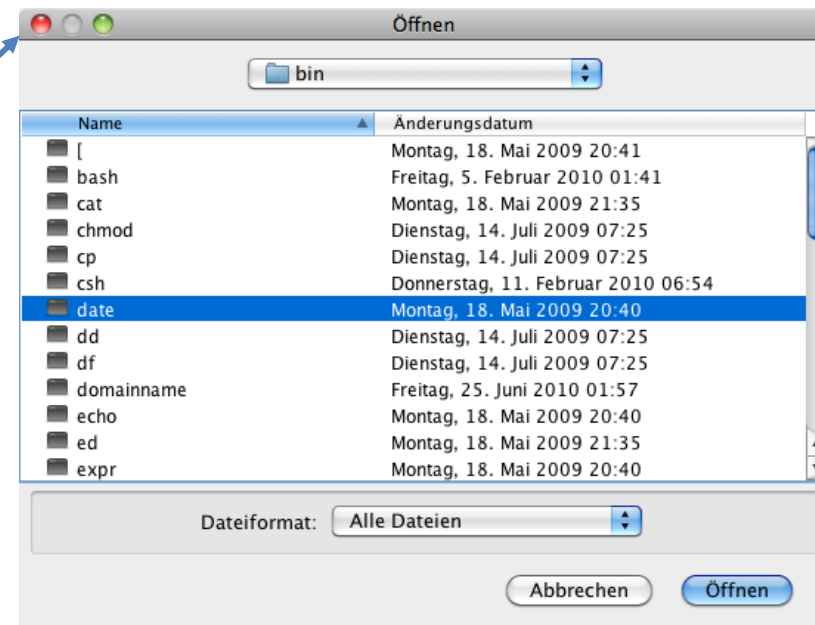 Öffnen
bin
Name Änderungsdatum
[ Montag, 18. Mai 2009 20:41
bash Freitag, 5. Februar 2010 01:41
cat Montag, 18. Mai 2009 21:35
chmod Dienstag, 14. Juli 2009 07:25
cp Dienstag, 14. Juli 2009 07:25
csh Donnerstag, 11. Februar 2010 06:54
date Montag, 18. Mai 2009 20:40
dd Dienstag, 14. Juli 2009 07:25
df Dienstag, 14. Juli 2009 07:25
domainname Freitag, 25. Juni 2010 01:57
echo Montag, 18. Mai 2009 20:40
ed Montag, 18. Mai 2009 21:35
expr Montag, 18. Mai 2009 20:40
Dateiformat: Alle Dateien
Abbrechen Öffnen